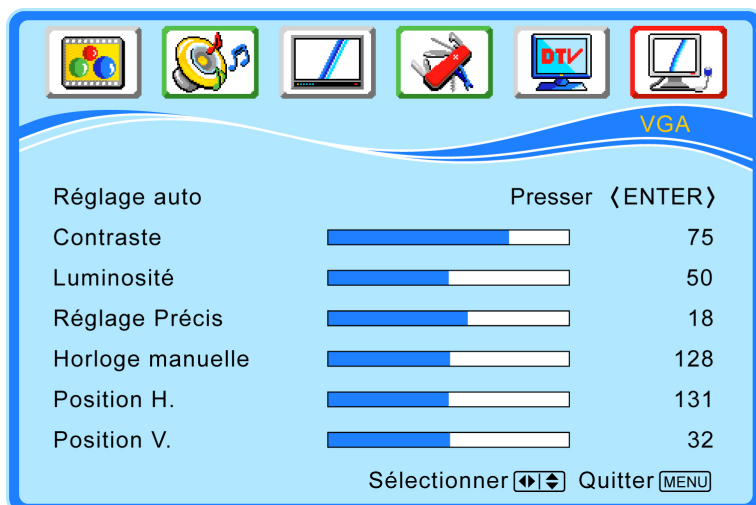 DTV
VGA
Réglage auto Presser 〈ENTER〉
Contraste 75
Luminosité 50
Réglage Précis 18
Horloge manuelle 128
Position H. 131
Position V. 32
Sélectionner Quitter MENU